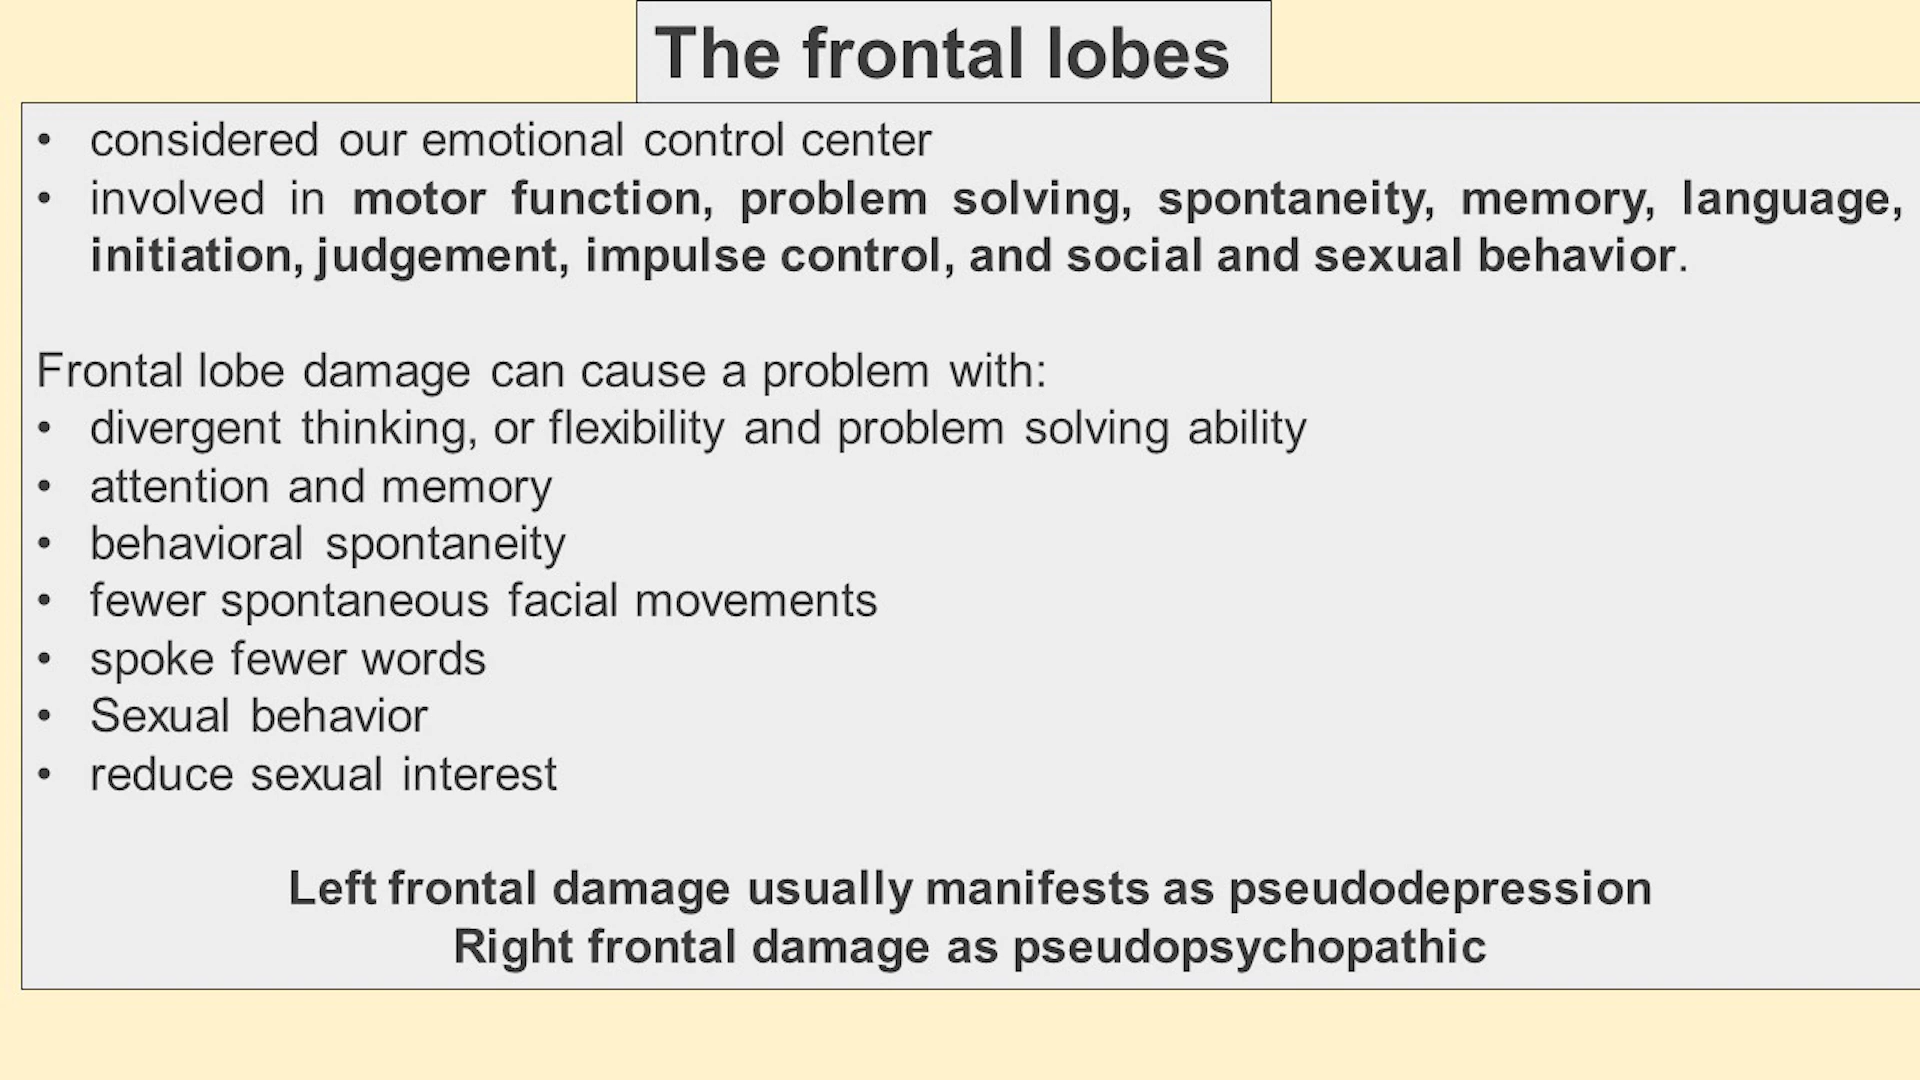 The frontal lobes
• considered our emotional control center
• involved in motor function, problem solving, spontaneity, memory, language,
initiation, judgement, impulse control, and social and sexual behavior.
Frontal lobe damage can cause a problem with:
• divergent thinking, or flexibility and problem solving ability
• attention and memory
• behavioral spontaneity
• fewer spontaneous facial movements
• spoke fewer words
• Sexual behavior
• reduce sexual interest
Left frontal damage usually manifests as pseudodepression
Right frontal damage as pseudopsychopathic